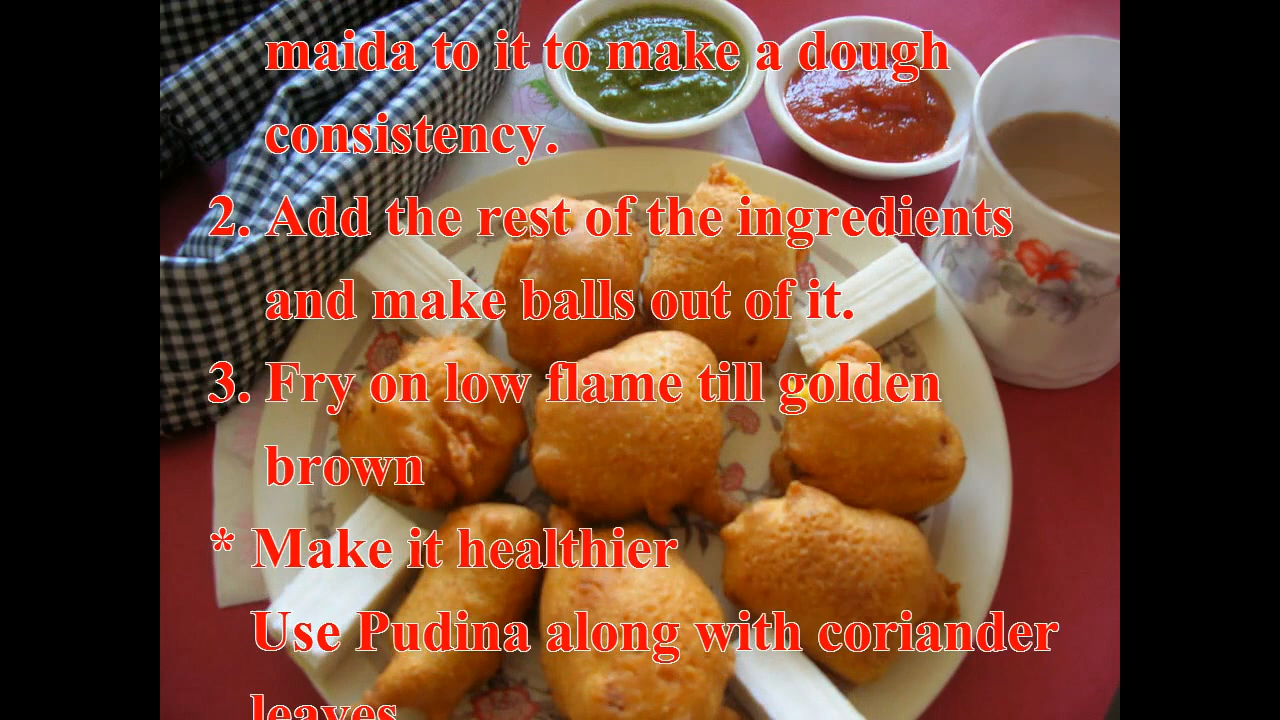 maida to it to make a dough
consistency.
2. Add the rest of the ingredients
and make balls out of it.
3. Fry on low flame till golden
brown
* Make it healthier
Use Pudina along with coriander
leaves